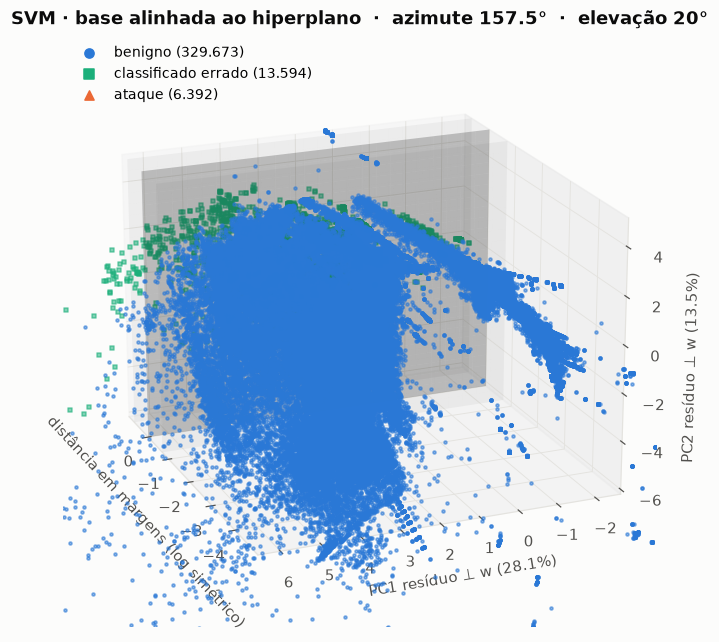 SVM · base alinhada ao hiperplano · azimute 157.5° · elevação 20°
benigno (329.673)
classificado errado (13.594)
ataque (6.392)
4
2
0
−2
−4
−6
PC2 resíduo ⊥ w (13.5%)
0
−1
−2
−3
−4
distância em margens (log simétrico)
6
5
4
3
2
1
0
−1
−2
PC1 resíduo ⊥ w (28.1%)